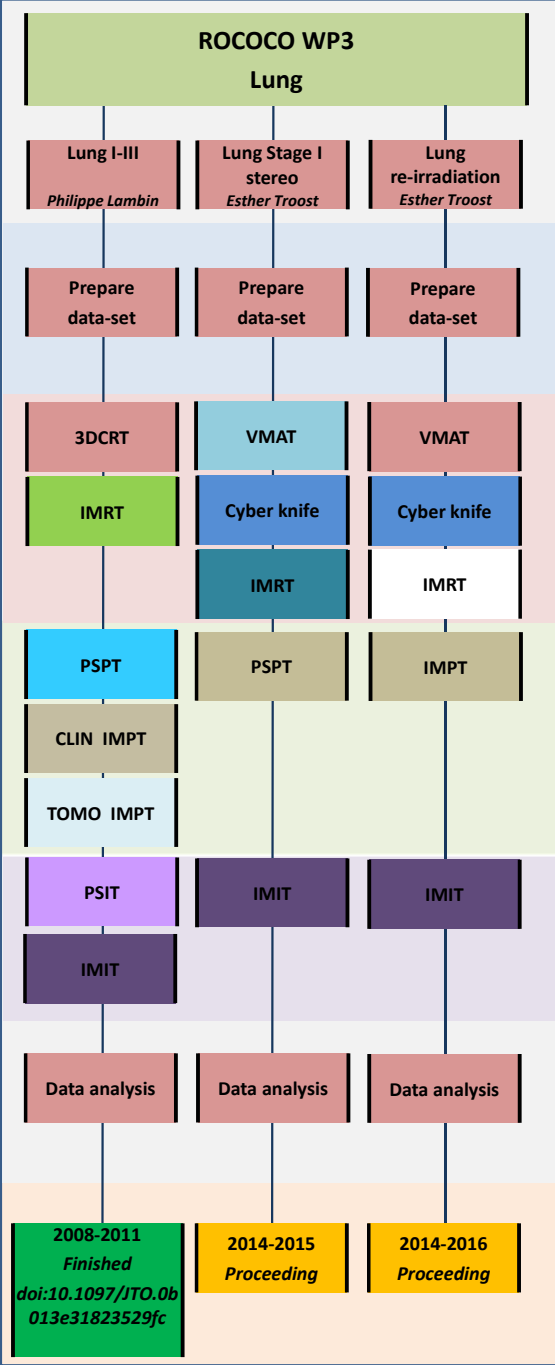 ROCOCO WP3
Lung
Lung I-III
Philippe Lambin
Lung Stage I
stereo
Esther Troost
Lung
re-irradiation
Esther Troost
Prepare
data-set
Prepare
data-set
Prepare
data-set
3DCRT
VMAT
VMAT
IMRT
Cyber knife
Cyber knife
IMRT
IMRT
PSPT
PSPT
IMPT
CLIN IMPT
TOMO IMPT
PSIT
IMIT
IMIT
IMIT
Data analysis
Data analysis
Data analysis
2008-2011
Finished
doi:10.1097/JTO.0b
013e31823529fc
2014-2015
Proceeding
2014-2016
Proceeding